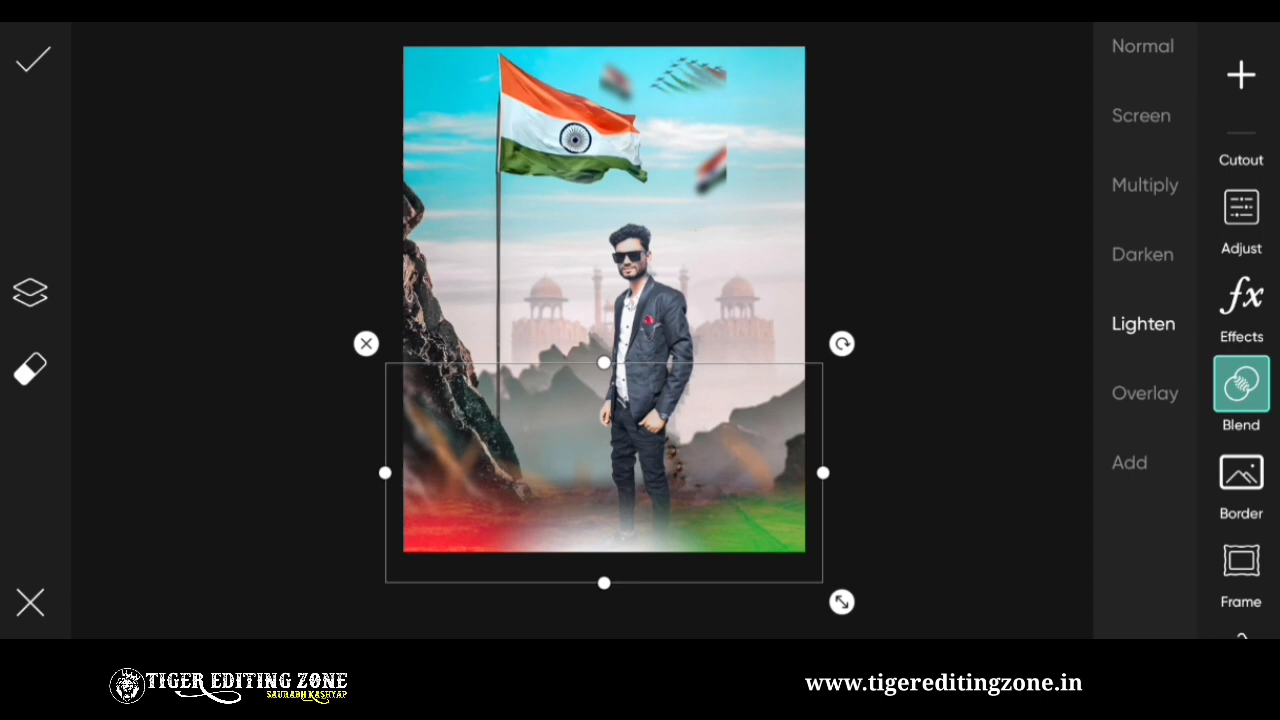 Normal
Screen
Multiply
Darken
Lighten
Overlay
Add
Cutout
Adjust
fx
Effects
Blend
Border
Frame
TIGER EDITING ZONE
SAURABH KASHYAP
www.tigereditingzone.in